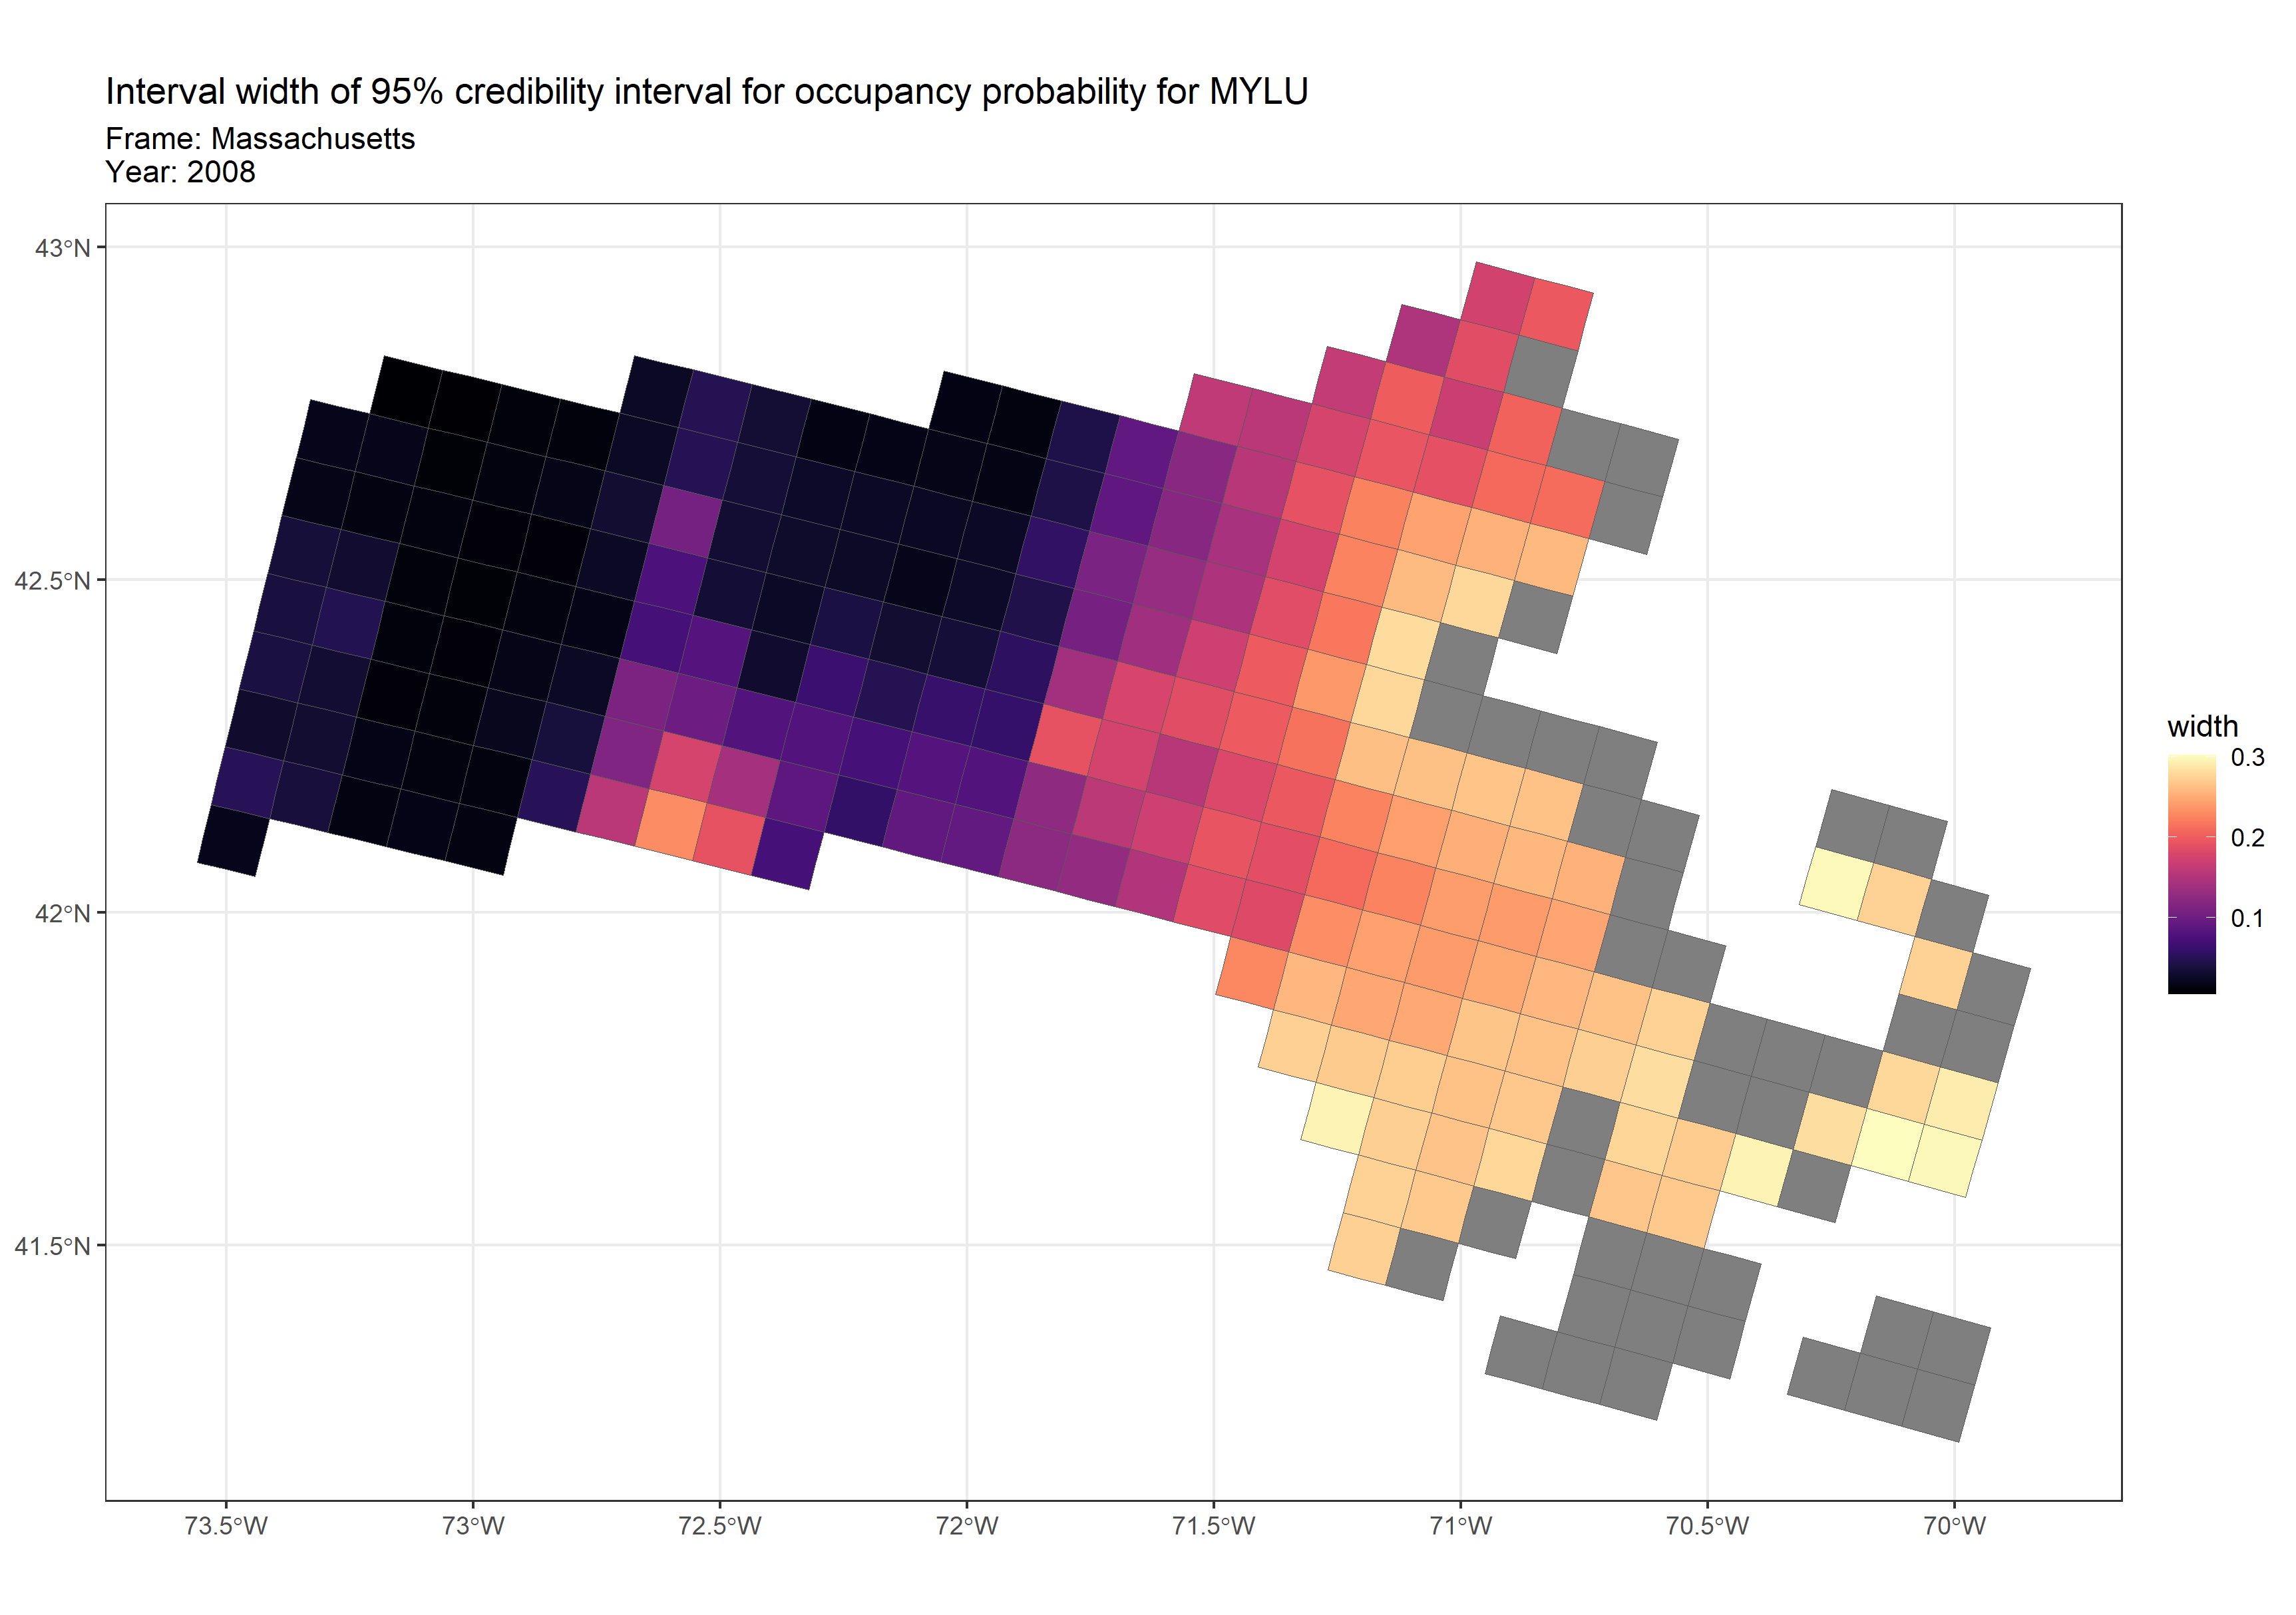 Interval width of 95% credibility interval for occupancy probability for MYLU
Frame: Massachusetts
Year: 2008
43°N
42.5°N
42°N
41.5°N
73.5°W
73°W
72.5°W
72°W
71.5°W
71°W
70.5°W
70°W
width
0.3
0.2
0.1